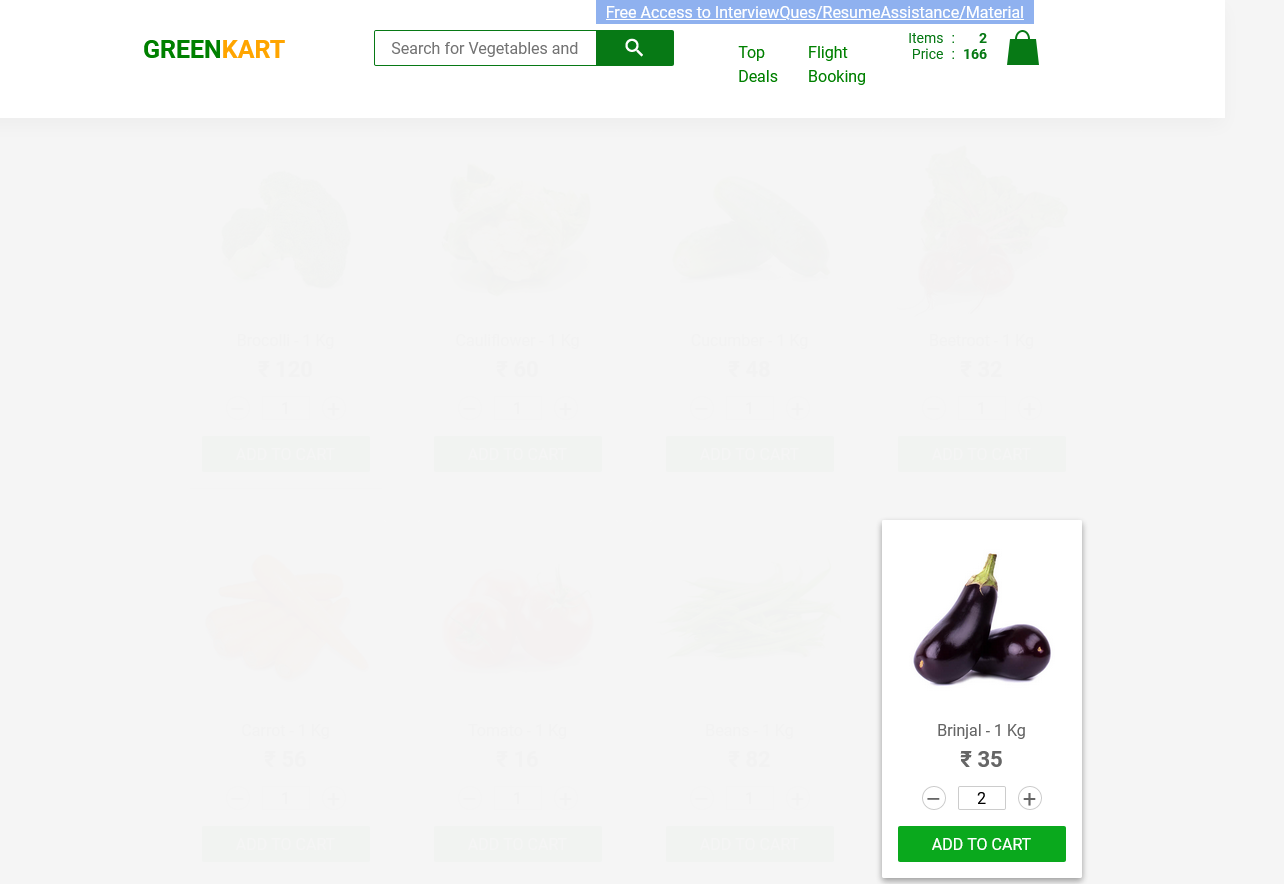 Free Access to InterviewQues/ResumeAssistance/Material
GREENKART
Search for Vegetables and
Top Deals
Flight Booking
Items : 2
Price : 166
Brocolli - 1 Kg
₹ 120
− 1 +
ADD TO CART
Cauliflower - 1 Kg
₹ 60
− 1 +
ADD TO CART
Cucumber - 1 Kg
₹ 48
− 1 +
ADD TO CART
Beetroot - 1 Kg
₹ 32
− 1 +
ADD TO CART
Carrot - 1 Kg
₹ 56
− 1 +
ADD TO CART
Tomato - 1 Kg
₹ 16
− 1 +
ADD TO CART
Beans - 1 Kg
₹ 82
− 1 +
ADD TO CART
Brinjal - 1 Kg
₹ 35
− 2 +
ADD TO CART